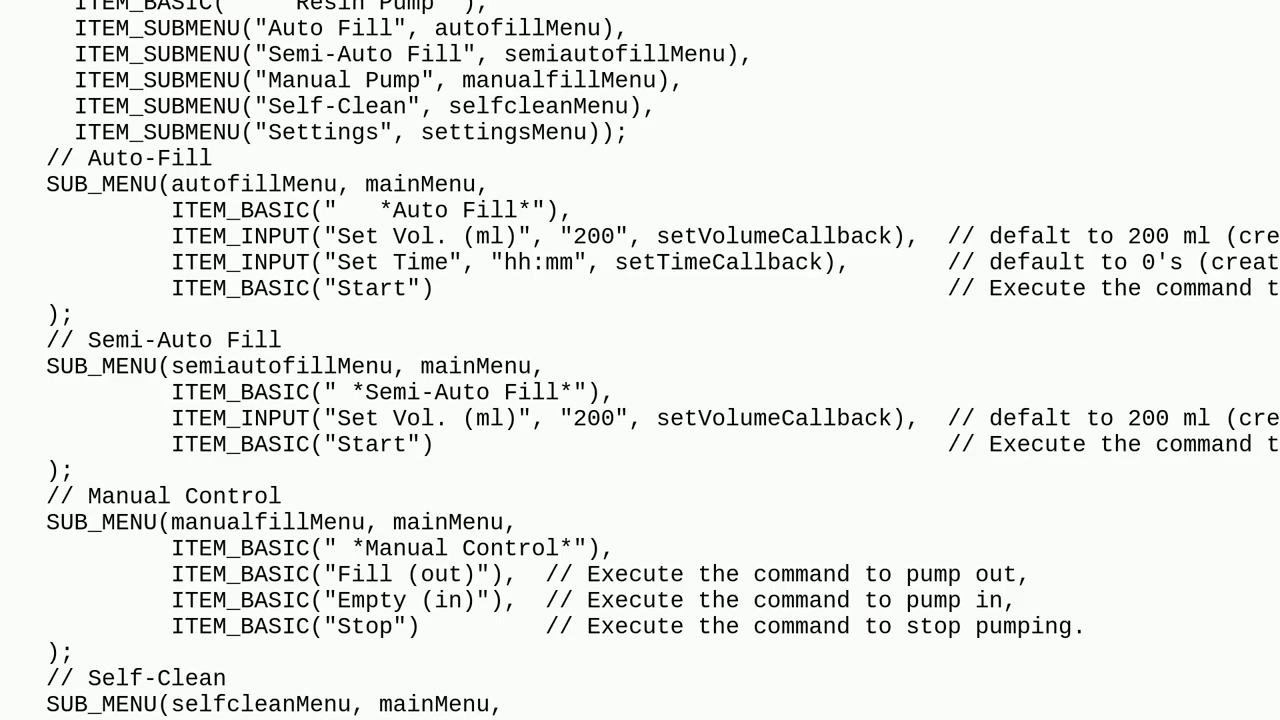 ITEM_BASIC("     Resin Pump  "),
ITEM_SUBMENU("Auto Fill", autofillMenu),
ITEM_SUBMENU("Semi-Auto Fill", semiautofillMenu),
ITEM_SUBMENU("Manual Pump", manualfillMenu),
ITEM_SUBMENU("Self-Clean", selfcleanMenu),
ITEM_SUBMENU("Settings", settingsMenu));
// Auto-Fill
SUB_MENU(autofillMenu, mainMenu,
ITEM_BASIC("   *Auto Fill*"),
ITEM_INPUT("Set Vol. (ml)", "200", setVolumeCallback),  // defalt to 200 ml (cre
ITEM_INPUT("Set Time", "hh:mm", setTimeCallback),       // default to 0's (creat
ITEM_BASIC("Start")                                     // Execute the command t
);
// Semi-Auto Fill
SUB_MENU(semiautofillMenu, mainMenu,
ITEM_BASIC(" *Semi-Auto Fill*"),
ITEM_INPUT("Set Vol. (ml)", "200", setVolumeCallback),  // defalt to 200 ml (cre
ITEM_BASIC("Start")                                     // Execute the command t
);
// Manual Control
SUB_MENU(manualfillMenu, mainMenu,
ITEM_BASIC(" *Manual Control*"),
ITEM_BASIC("Fill (out)"),  // Execute the command to pump out,
ITEM_BASIC("Empty (in)"),  // Execute the command to pump in,
ITEM_BASIC("Stop")         // Execute the command to stop pumping.
);
// Self-Clean
SUB_MENU(selfcleanMenu, mainMenu,